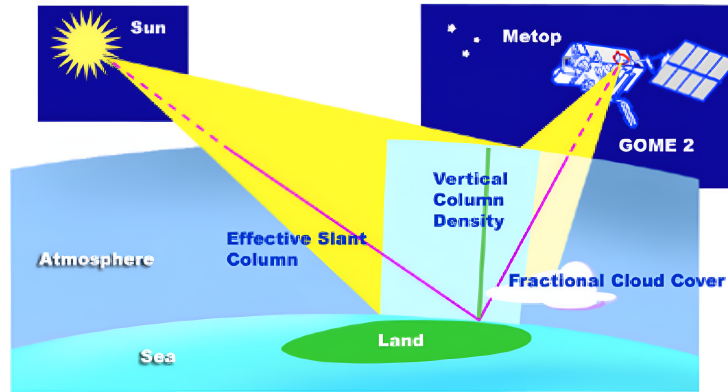 Sun
Metop
GOME 2
Vertical
Column
Density
Effective Slant
Column
Atmosphere
Fractional Cloud Cover
Land
Sea